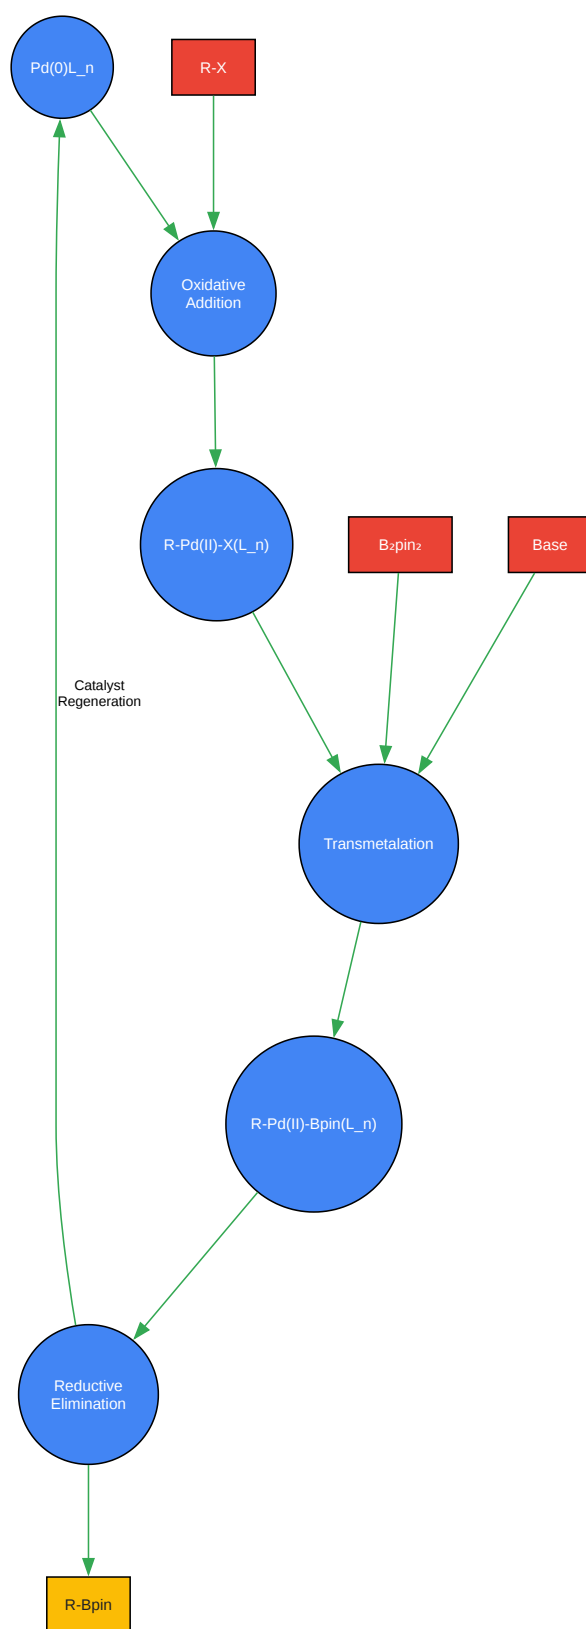 Pd(0)L_n
R-X
Oxidative
Addition
R-Pd(II)-X(L_n)
B₂pin₂
Base
Catalyst
Regeneration
Transmetalation
R-Pd(II)-Bpin(L_n)
Reductive
Elimination
R-Bpin